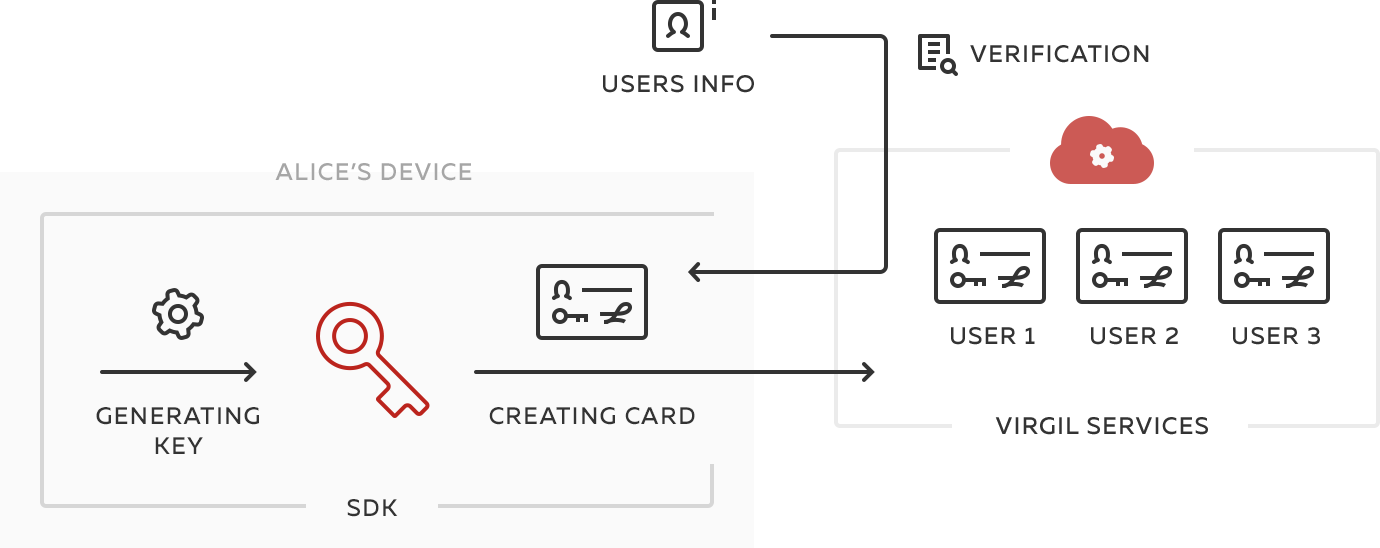 USERS INFO
VERIFICATION
ALICE’S DEVICE
USER 1
USER 2
USER 3
GENERATING
KEY
CREATING CARD
VIRGIL SERVICES
SDK